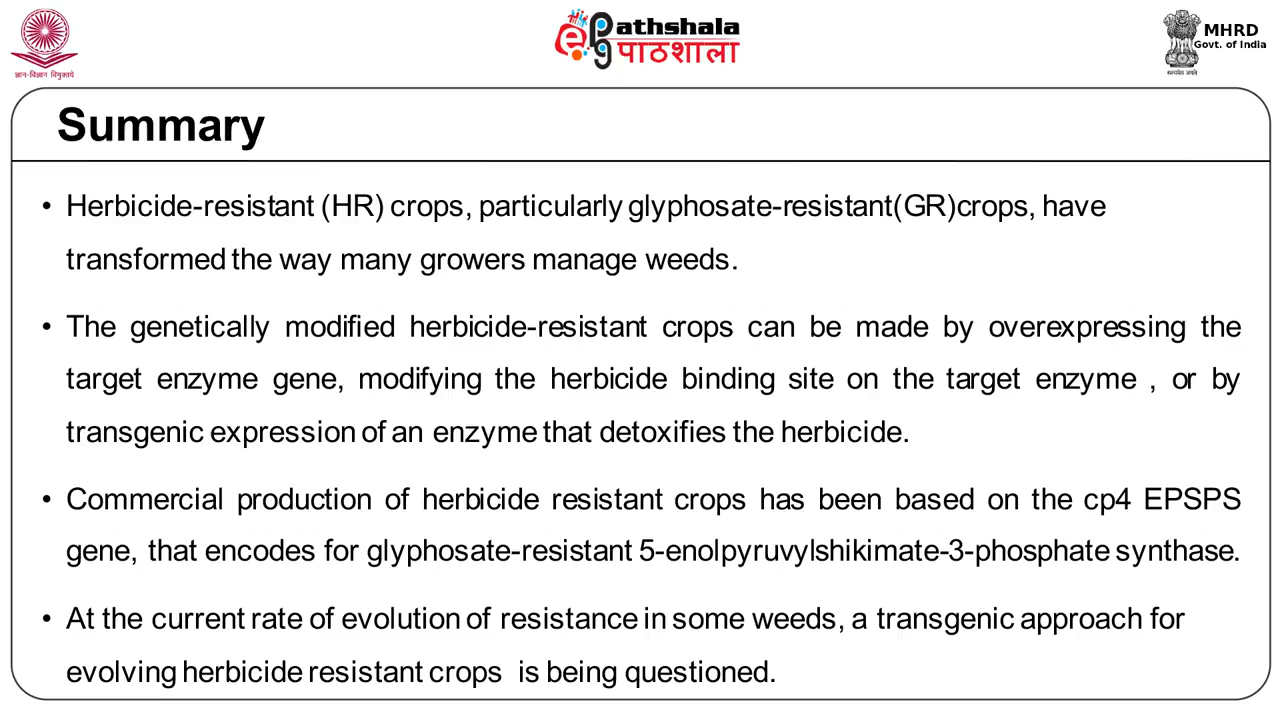 ज्ञान-विज्ञान विमुक्तये
ePg Pathshala
पाठशाला
MHRD
Govt. of India
सत्यमेव जयते
Summary
• Herbicide-resistant (HR) crops, particularly glyphosate-resistant(GR)crops, have
transformed the way many growers manage weeds.
• The genetically modified herbicide-resistant crops can be made by overexpressing the
target enzyme gene, modifying the herbicide binding site on the target enzyme , or by
transgenic expression of an enzyme that detoxifies the herbicide.
• Commercial production of herbicide resistant crops has been based on the cp4 EPSPS
gene, that encodes for glyphosate-resistant 5-enolpyruvylshikimate-3-phosphate synthase.
• At the current rate of evolution of resistance in some weeds, a transgenic approach for
evolving herbicide resistant crops is being questioned.